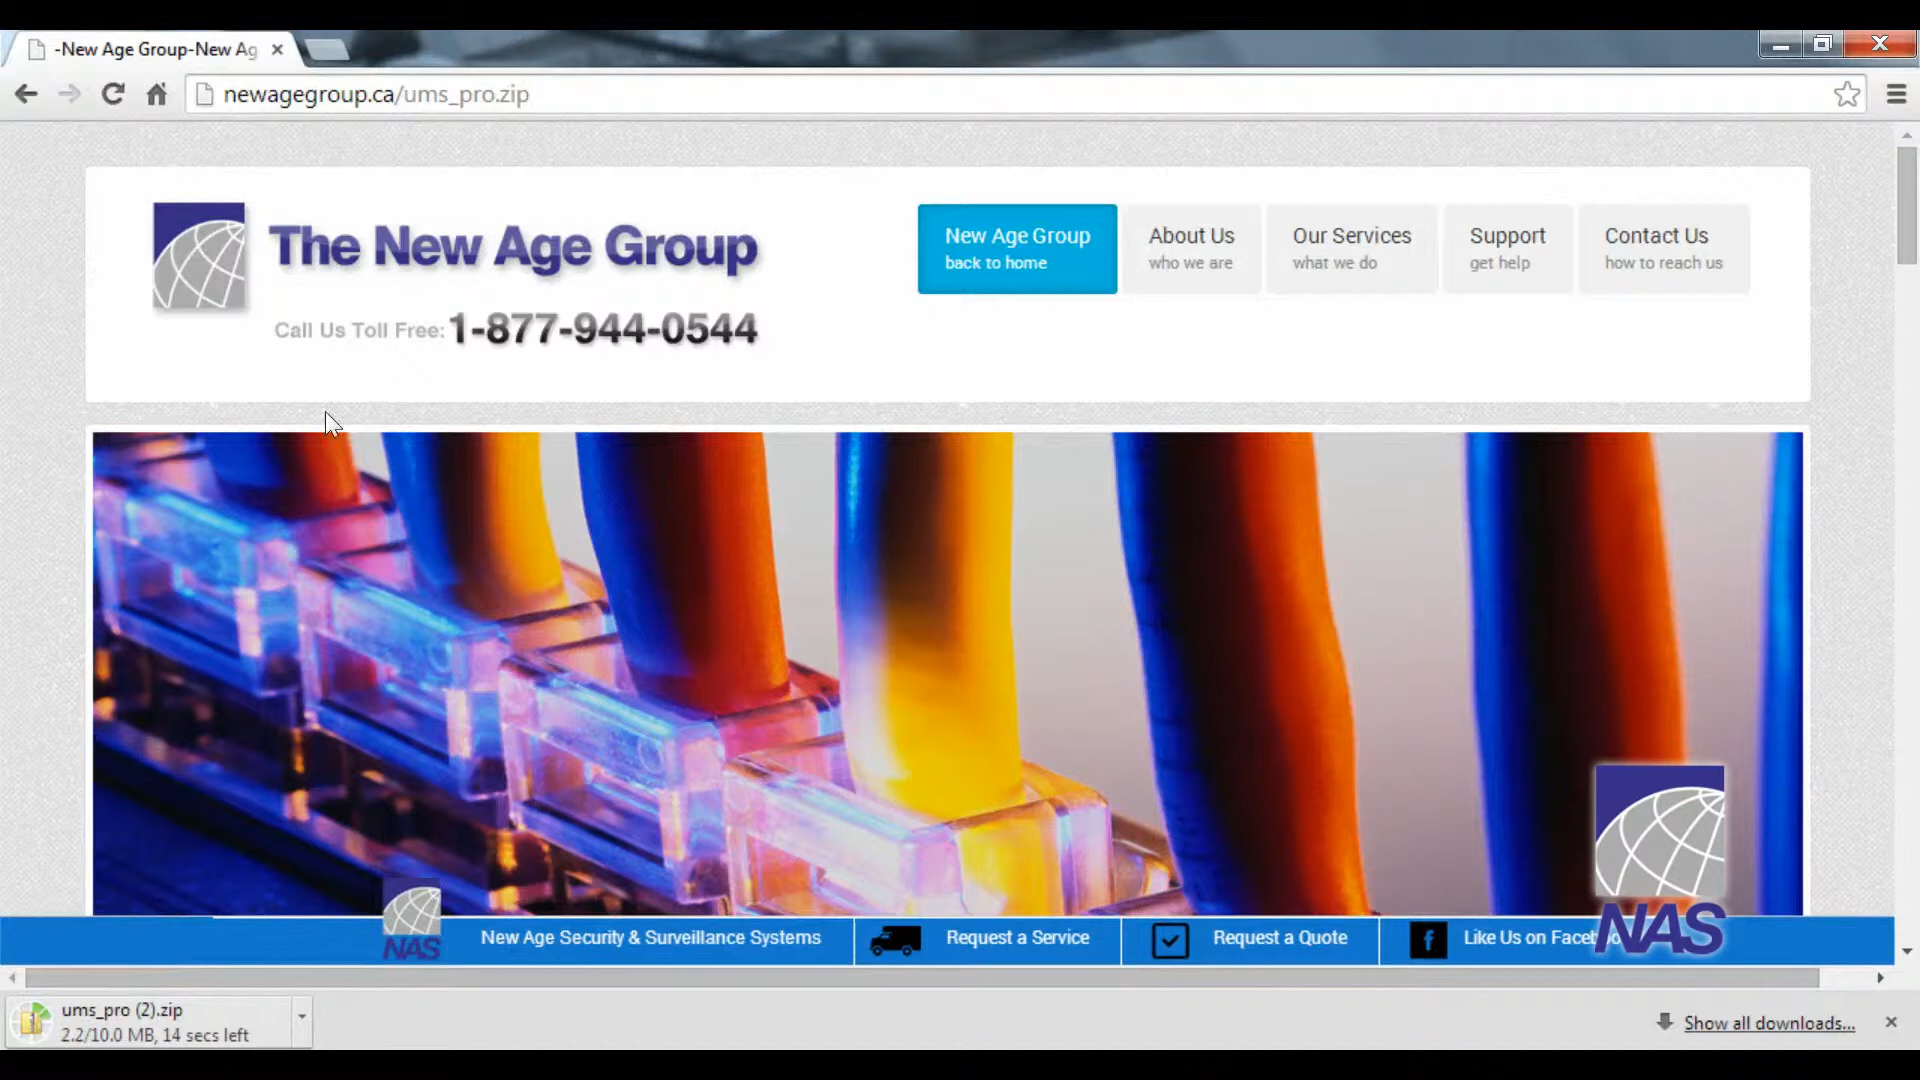 -New Age Group-New Ag
newagegroup.ca/ums_pro.zip
The New Age Group
Call Us Toll Free: 1-877-944-0544
New Age Group
back to home
About Us
who we are
Our Services
what we do
Support
get help
Contact Us
how to reach us
NAS
New Age Security & Surveillance Systems
Request a Service
Request a Quote
Like Us on Facebo
NAS
ums_pro (2).zip
2.2/10.0 MB, 14 secs left
Show all downloads...